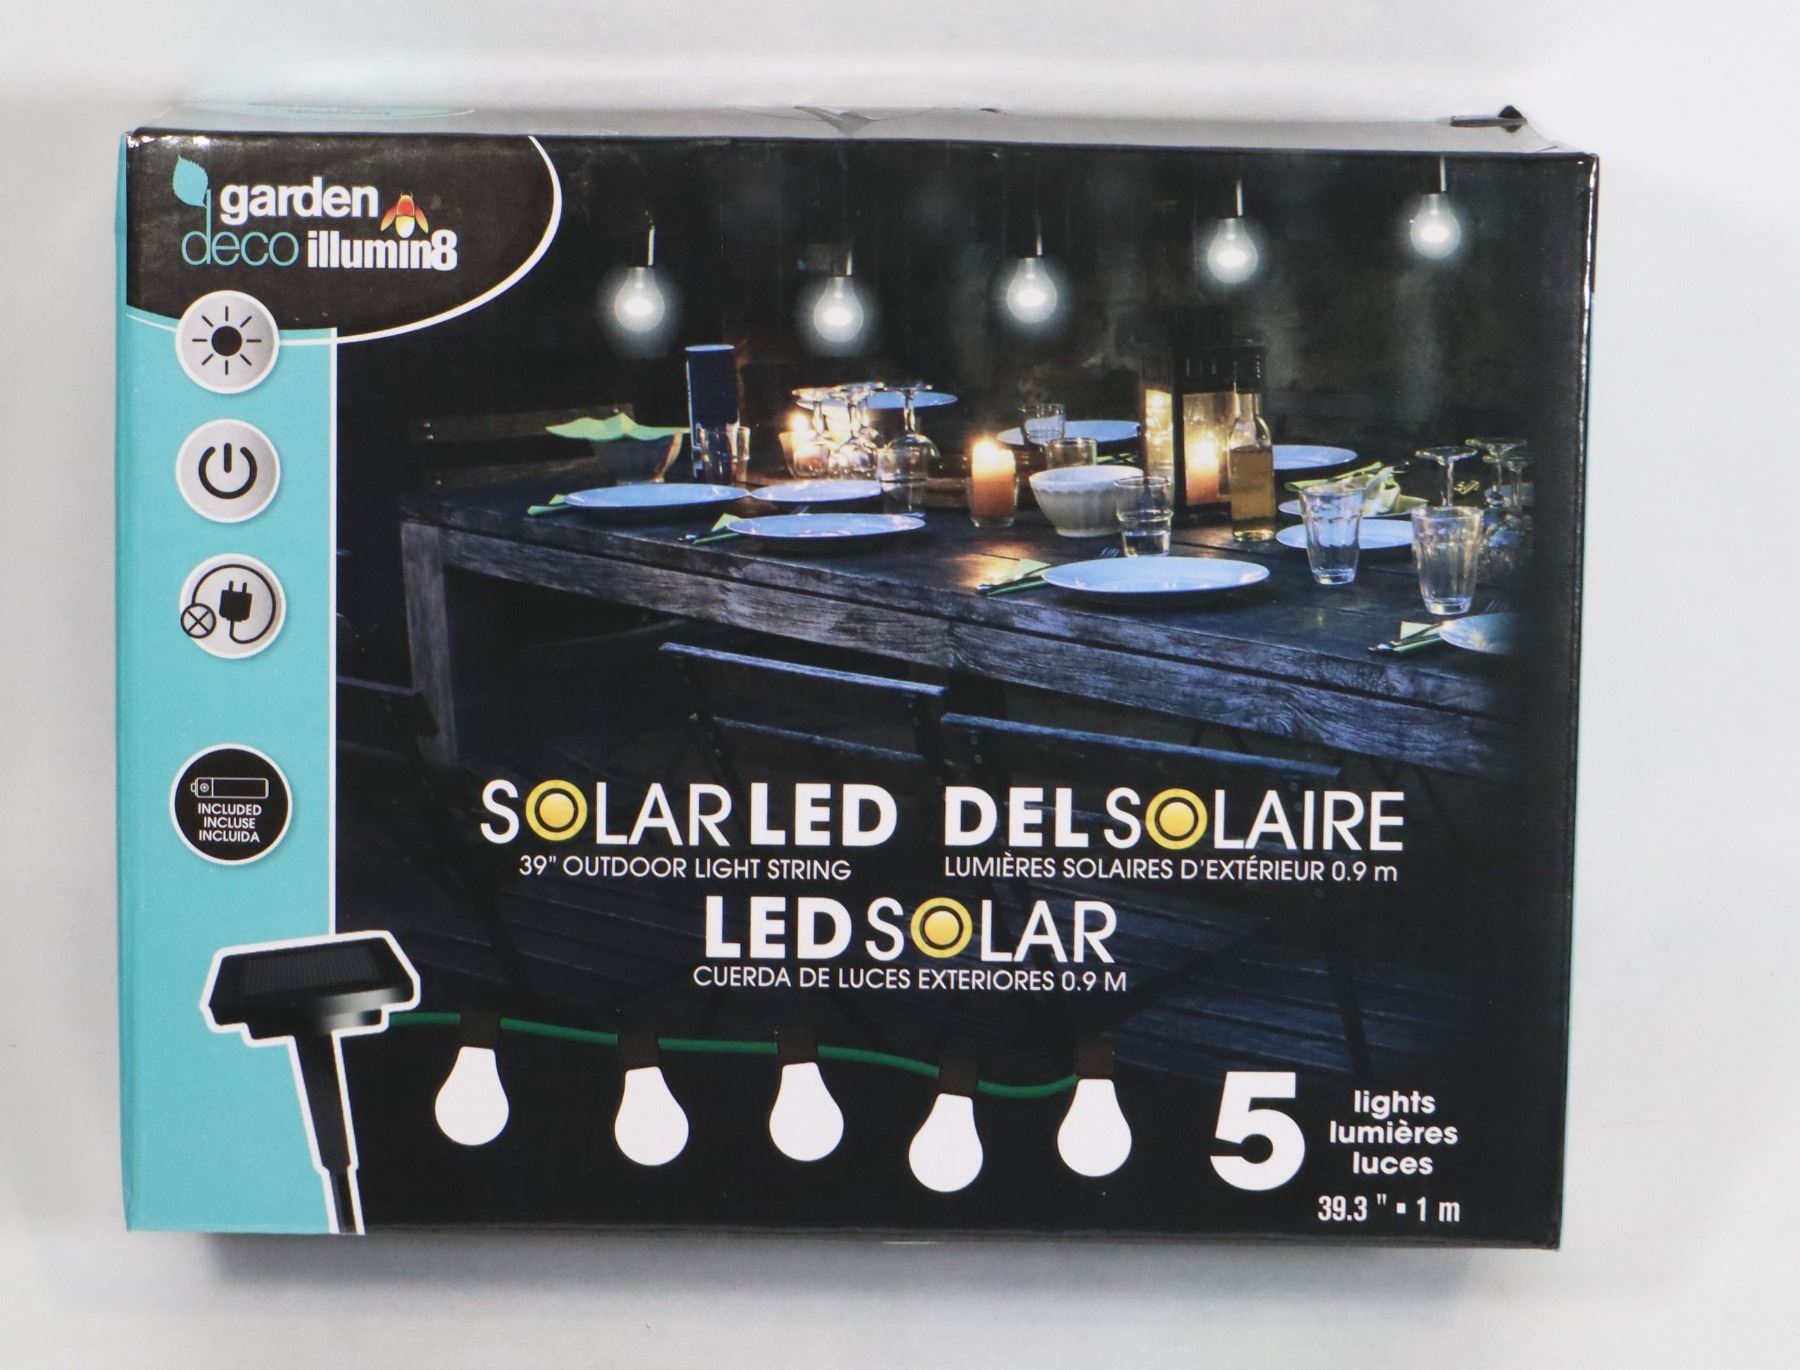 garden
deco illumin8
INCLUDED
INCLUSE
INCLUIDA
SOLAR LED
39" OUTDOOR LIGHT STRING
DEL SOLAIRE
LUMIÈRES SOLAIRES D'EXTÉRIEUR 0.9 m
LED SOLAR
CUERDA DE LUCES EXTERIORES 0.9 M
5
lights
lumières
luces
39.3 " ▪ 1 m